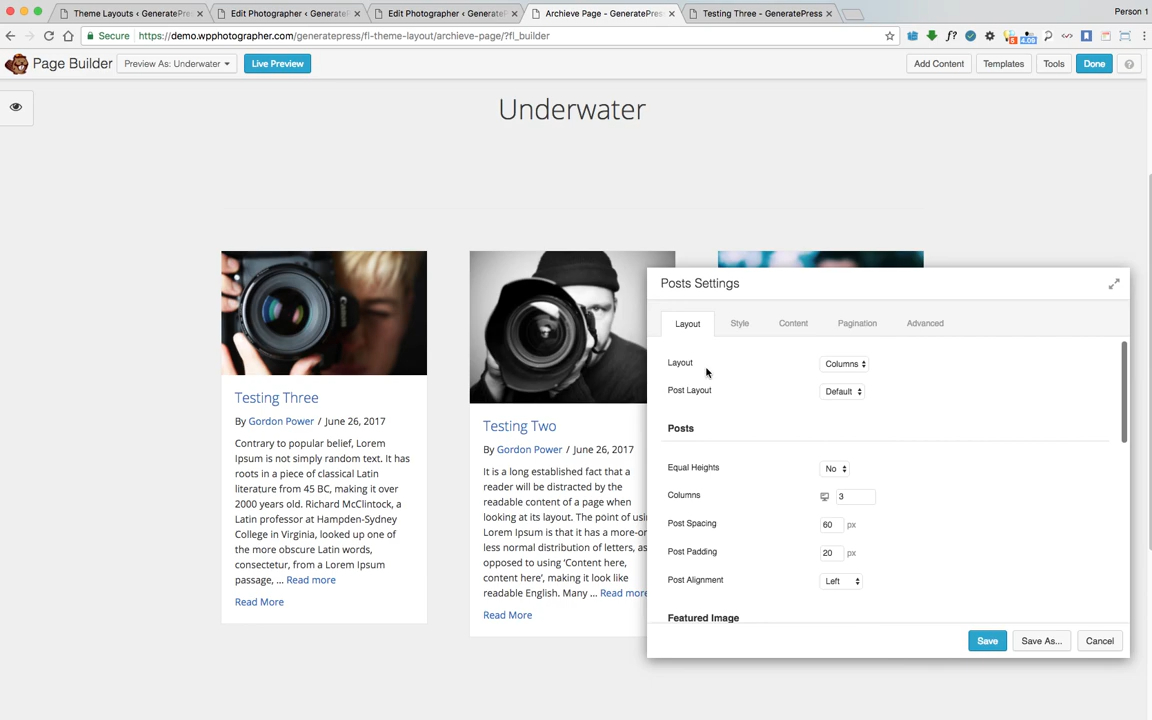 Theme Layouts ‹ GeneratePre
Edit Photographer ‹ GenerateP
Edit Photographer ‹ GenerateP
Archieve Page - GeneratePress
Testing Three - GeneratePress
Person 1
Secure
https://demo.wpphotographer.com/generatepress/fl-theme-layout/archieve-page/?fl_builder
Page Builder
Preview As: Underwater
Live Preview
Add Content
Templates
Tools
Done
Underwater
Testing Three
By Gordon Power / June 26, 2017
Contrary to popular belief, Lorem
Ipsum is not simply random text. It has
roots in a piece of classical Latin
literature from 45 BC, making it over
2000 years old. Richard McClintock, a
Latin professor at Hampden-Sydney
College in Virginia, looked up one of
the more obscure Latin words,
consectetur, from a Lorem Ipsum
passage, ... Read more
Read More
Testing Two
By Gordon Power / June 26, 2017
It is a long established fact that a
reader will be distracted by the
readable content of a page when
looking at its layout. The point of usi
Lorem Ipsum is that it has a more-or
less normal distribution of letters, as
opposed to using 'Content here,
content here', making it look like
readable English. Many ... Read more
Read More
Posts Settings
Layout
Style
Content
Pagination
Advanced
Layout
Columns
Post Layout
Default
Posts
Equal Heights
No
Columns
3
Post Spacing
60 px
Post Padding
20 px
Post Alignment
Left
Featured Image
Save
Save As...
Cancel